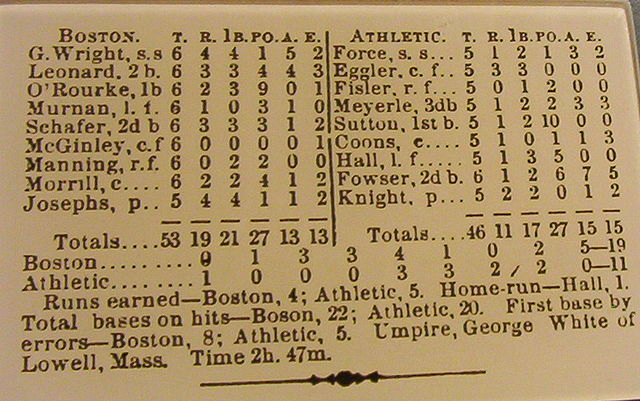 BOSTON. T. R. 1B. PO. A. E. ATHLETIC. T. R. 1B. PO. A. E.
G. Wright, s.s 6 4 4 1 5 2 Force, s. s... 5 1 2 1 3 2
Leonard, 2 b. 6 3 3 4 4 3 Eggler, c. f.. 5 3 3 0 0 0
O'Rourke, 1b 6 2 3 9 0 1 Fisler, r. f... 5 0 1 2 0 0
Murnan, l. f. 6 1 0 3 1 0 Meyerle, 3db 5 1 2 2 3 3
Schafer, 2d b 6 3 3 3 1 2 Sutton, 1st b. 5 1 2 10 0 0
McGinley, c.f 6 0 0 0 0 1 Coons, c.... 5 1 0 1 1 3
Manning, r.f. 6 0 2 2 0 0 Hall, l. f..... 5 1 3 5 0 0
Morrill, c.... 6 2 2 4 1 2 Fowser, 2d b. 6 1 2 6 7 5
Josephs, p.. 5 4 4 1 1 2 Knight, p... 5 2 2 0 1 2
Totals....53 19 21 27 13 13 Totals....46 11 17 27 15 15
Boston......... 0 1 3 3 4 1 0 2 5—19
Athletic........ 1 0 0 0 3 3 2 2 0—11
Runs earned—Boston, 4; Athletic, 5. Home-run—Hall, 1.
Total bases on hits—Boson, 22; Athletic, 20. First base by
errors—Boston, 8; Athletic, 5. Umpire, George White of
Lowell, Mass. Time 2h. 47m.